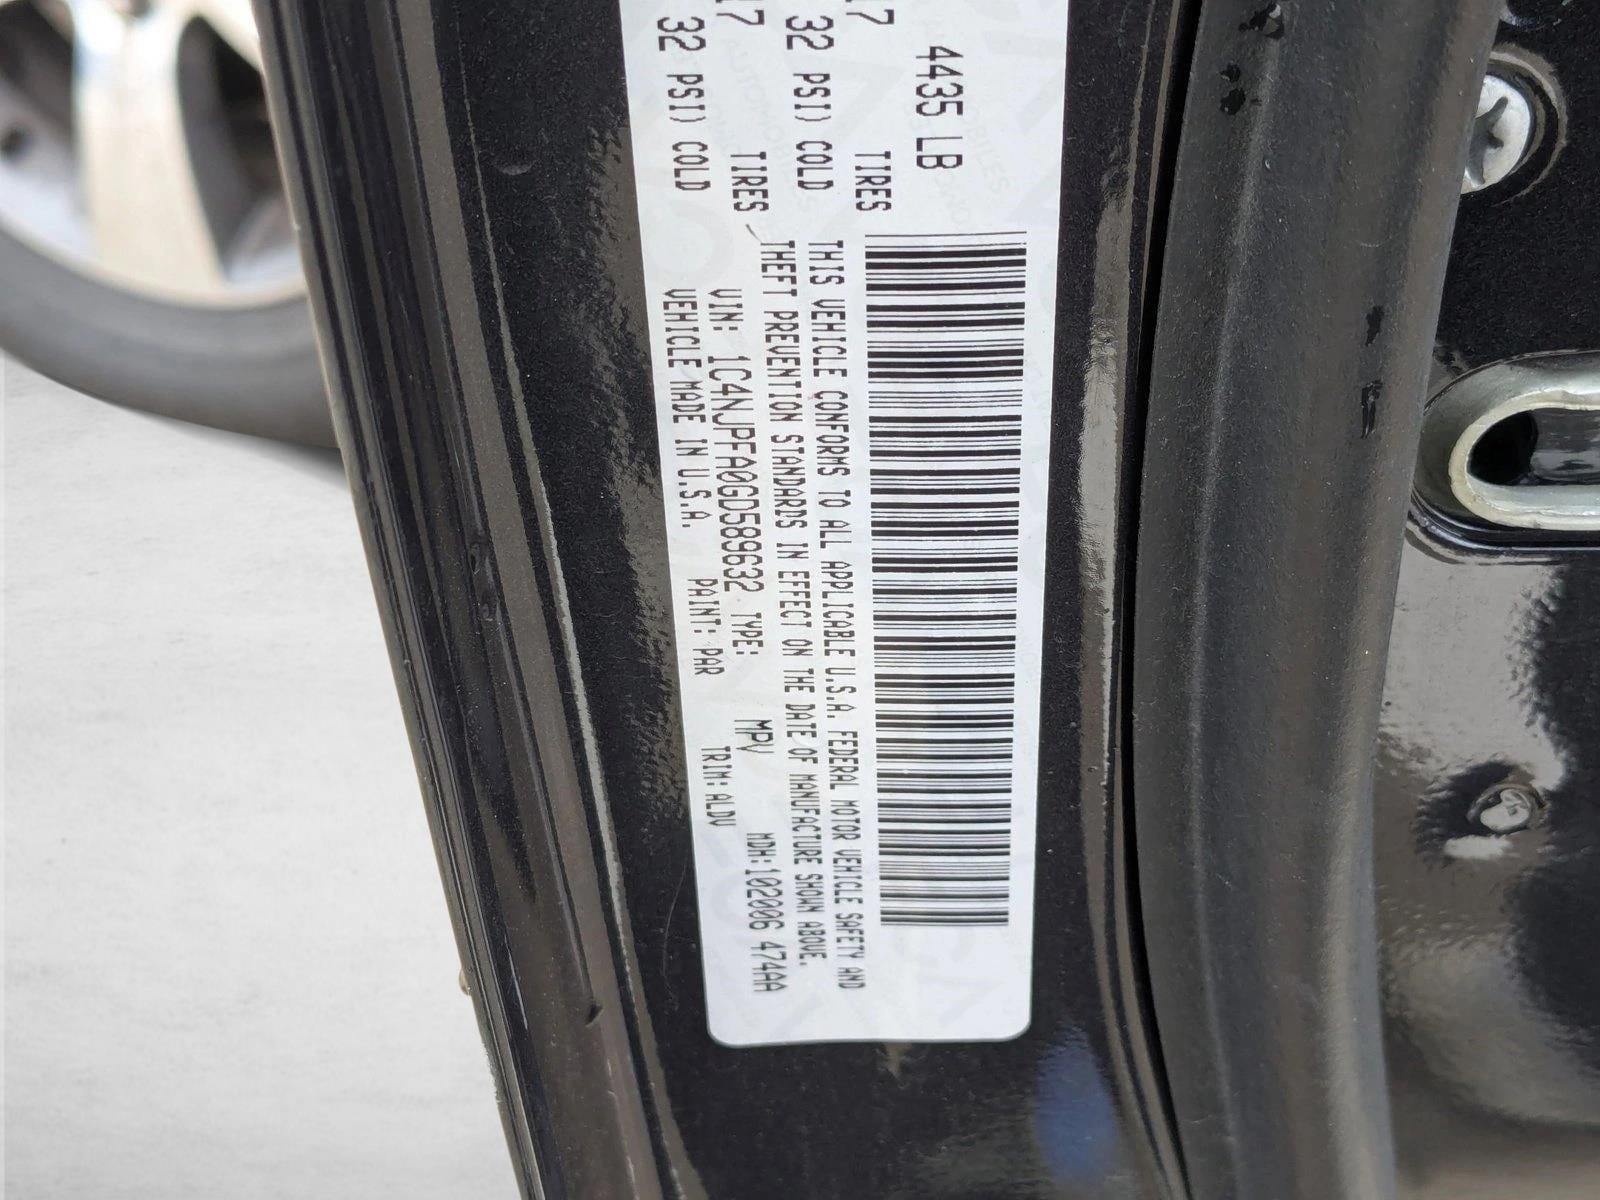 4435 LB
17 TIRES
32 PSI) COLD
17 TIRES
32 PSI) COLD
THIS VEHICLE CONFORMS TO ALL APPLICABLE U.S.A. FEDERAL MOTOR VEHICLE SAFETY AND
THEFT PREVENTION STANDARDS IN EFFECT ON THE DATE OF MANUFACTURE SHOWN ABOVE.
VIN: 1C4NJPFA0GD589632 TYPE: MPV MDH:102006 474AA
VEHICLE MADE IN U.S.A. PAINT: PAR TRIM: ALDV